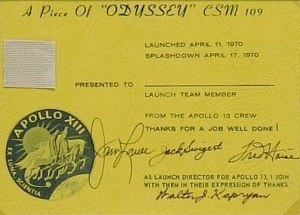 A Piece Of "ODYSSEY" CSM 109
LAUNCHED APRIL 11, 1970
SPLASHDOWN APRIL 17, 1970
PRESENTED TO
LAUNCH TEAM MEMBER
FROM THE APOLLO 13 CREW
THANKS FOR A JOB WELL DONE!
APOLLO XIII
EX LUNA, SCIENTIA
James Lovell Jack Swigert Fred Haise
AS LAUNCH DIRECTOR FOR APOLLO 13, I JOIN
WITH THEM IN THEIR EXPRESSION OF THANKS.
Walter J. Kapryan